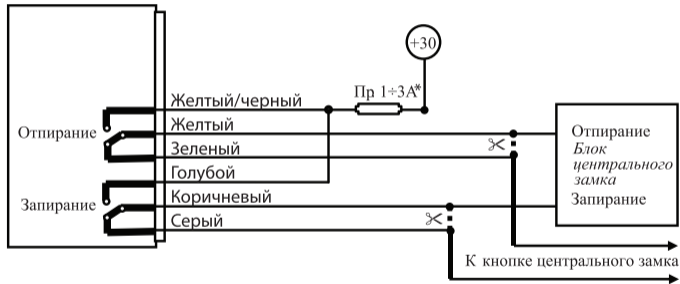 +30
Пр 1÷3А*
Желтый/черный
Отпирание
Желтый
Зеленый
Голубой
Запирание
Коричневый
Серый
Отпирание
Блок
центрального
замка
Запирание
К кнопке центрального замка